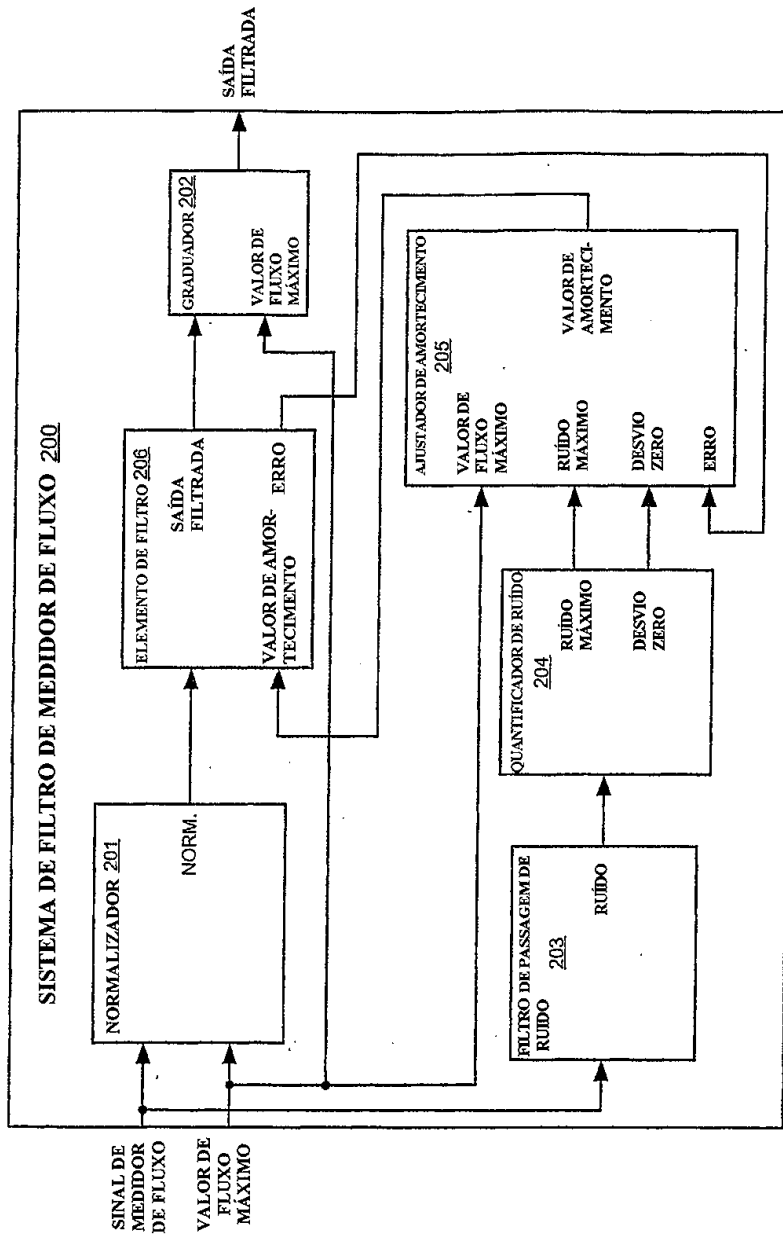 SISTEMA DE FILTRO DE MEDIDOR DE FLUXO 200
SINAL DE
MEDIDOR
DE FLUXO
VALOR DE
FLUXO
MÁXIMO
NORMALIZADOR 201
NORM.
ELEMENTO DE FILTRO 206
SAÍDA
FILTRADA
VALOR DE AMOR-
TECIMENTO
ERRO
GRADUADOR 202
VALOR DE
FLUXO
MÁXIMO
SAÍDA
FILTRADA
FILTRO DE PASSAGEM DE
RUIDO
203
RUÍDO
QUANTIFICADOR DE RUÍDO
204
RUÍDO
MÁXIMO
DESVIO
ZERO
AJUSTADOR DE AMORTECIMENTO
205
VALOR DE
FLUXO
MÁXIMO
RUÍDO
MÁXIMO
DESVIO
ZERO
ERRO
VALOR DE
AMORTECI-
MENTO